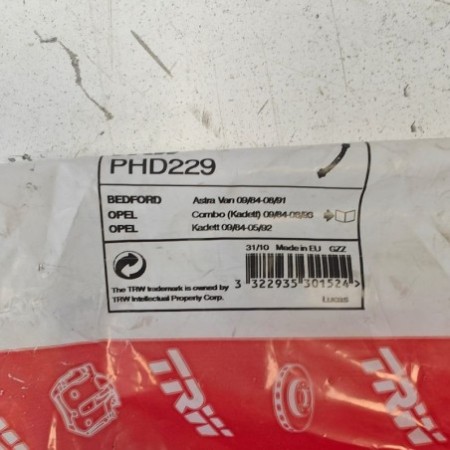 PHD229
BEDFORD Astra Van 09/84-08/91
OPEL Combo (Kadett) 09/84-08/93
OPEL Kadett 09/84-05/92
31/10 Made in EU GZZ
3 322935 301524 >
The TRW trademark is owned by
TRW Intellectual Property Corp.
Lucas
TRW
TRW